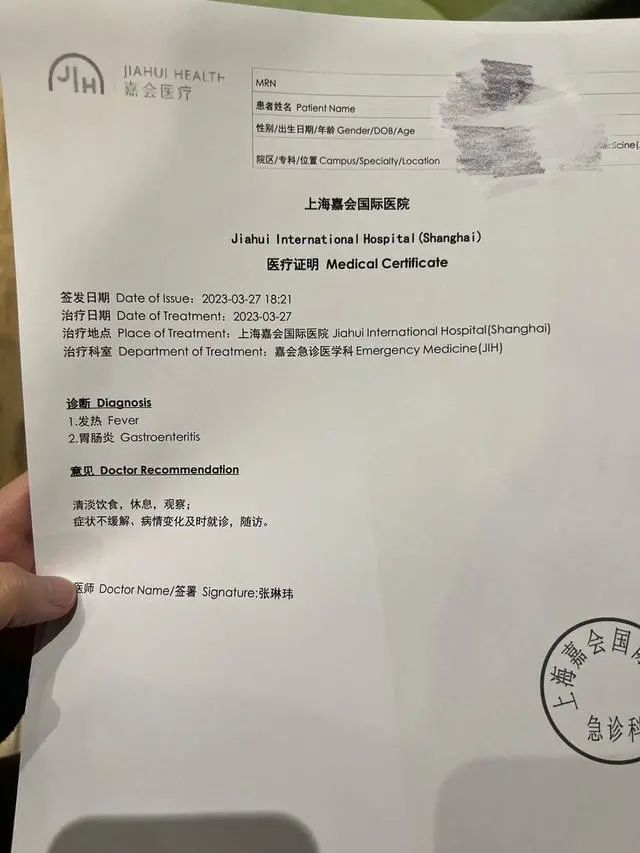 JIH
JIAHUI HEALTH
嘉会医疗
MRN
患者姓名 Patient Name
性别/出生日期/年龄 Gender/DOB/Age
院区/专科/位置 Campus/Specialty/Location
上海嘉会国际医院
Jiahui International Hospital(Shanghai)
医疗证明 Medical Certificate
签发日期 Date of Issue: 2023-03-27 18:21
治疗日期 Date of Treatment: 2023-03-27
治疗地点 Place of Treatment: 上海嘉会国际医院 Jiahui International Hospital(Shanghai)
治疗科室 Department of Treatment: 嘉会急诊医学科 Emergency Medicine(JIH)
诊断 Diagnosis
1.发热 Fever
2.胃肠炎 Gastroenteritis
意见 Doctor Recommendation
清淡饮食，休息，观察；
症状不缓解、病情变化及时就诊，随访。
医师 Doctor Name/签署 Signature:张琳玮
上海嘉会国
急诊科